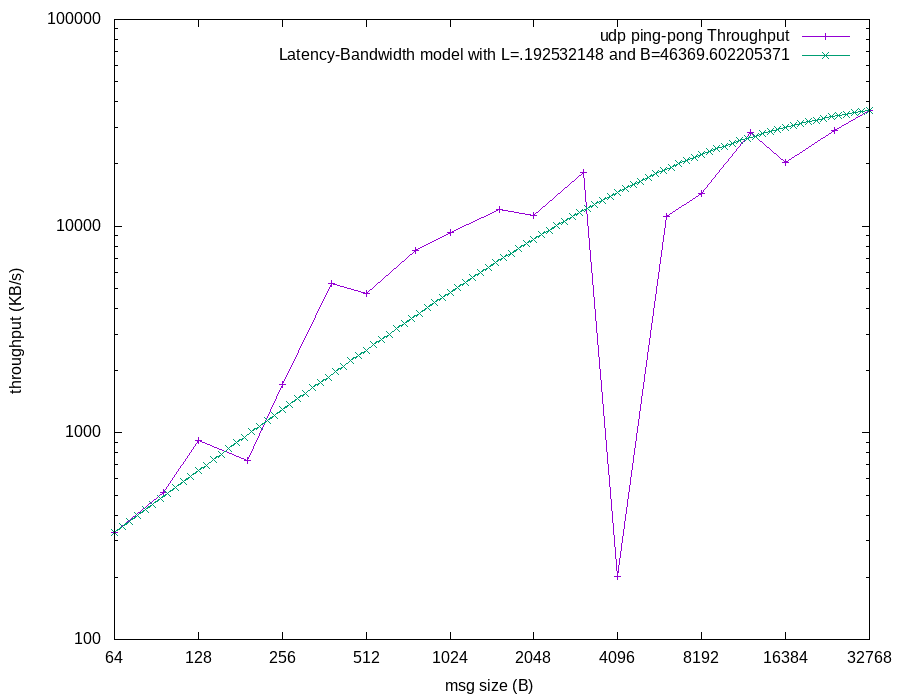 100000
udp ping-pong Throughput
Latency-Bandwidth model with L=.192532148 and B=46369.602205371
10000
throughput (KB/s)
1000
100
64 128 256 512 1024 2048 4096 8192 16384 32768
msg size (B)